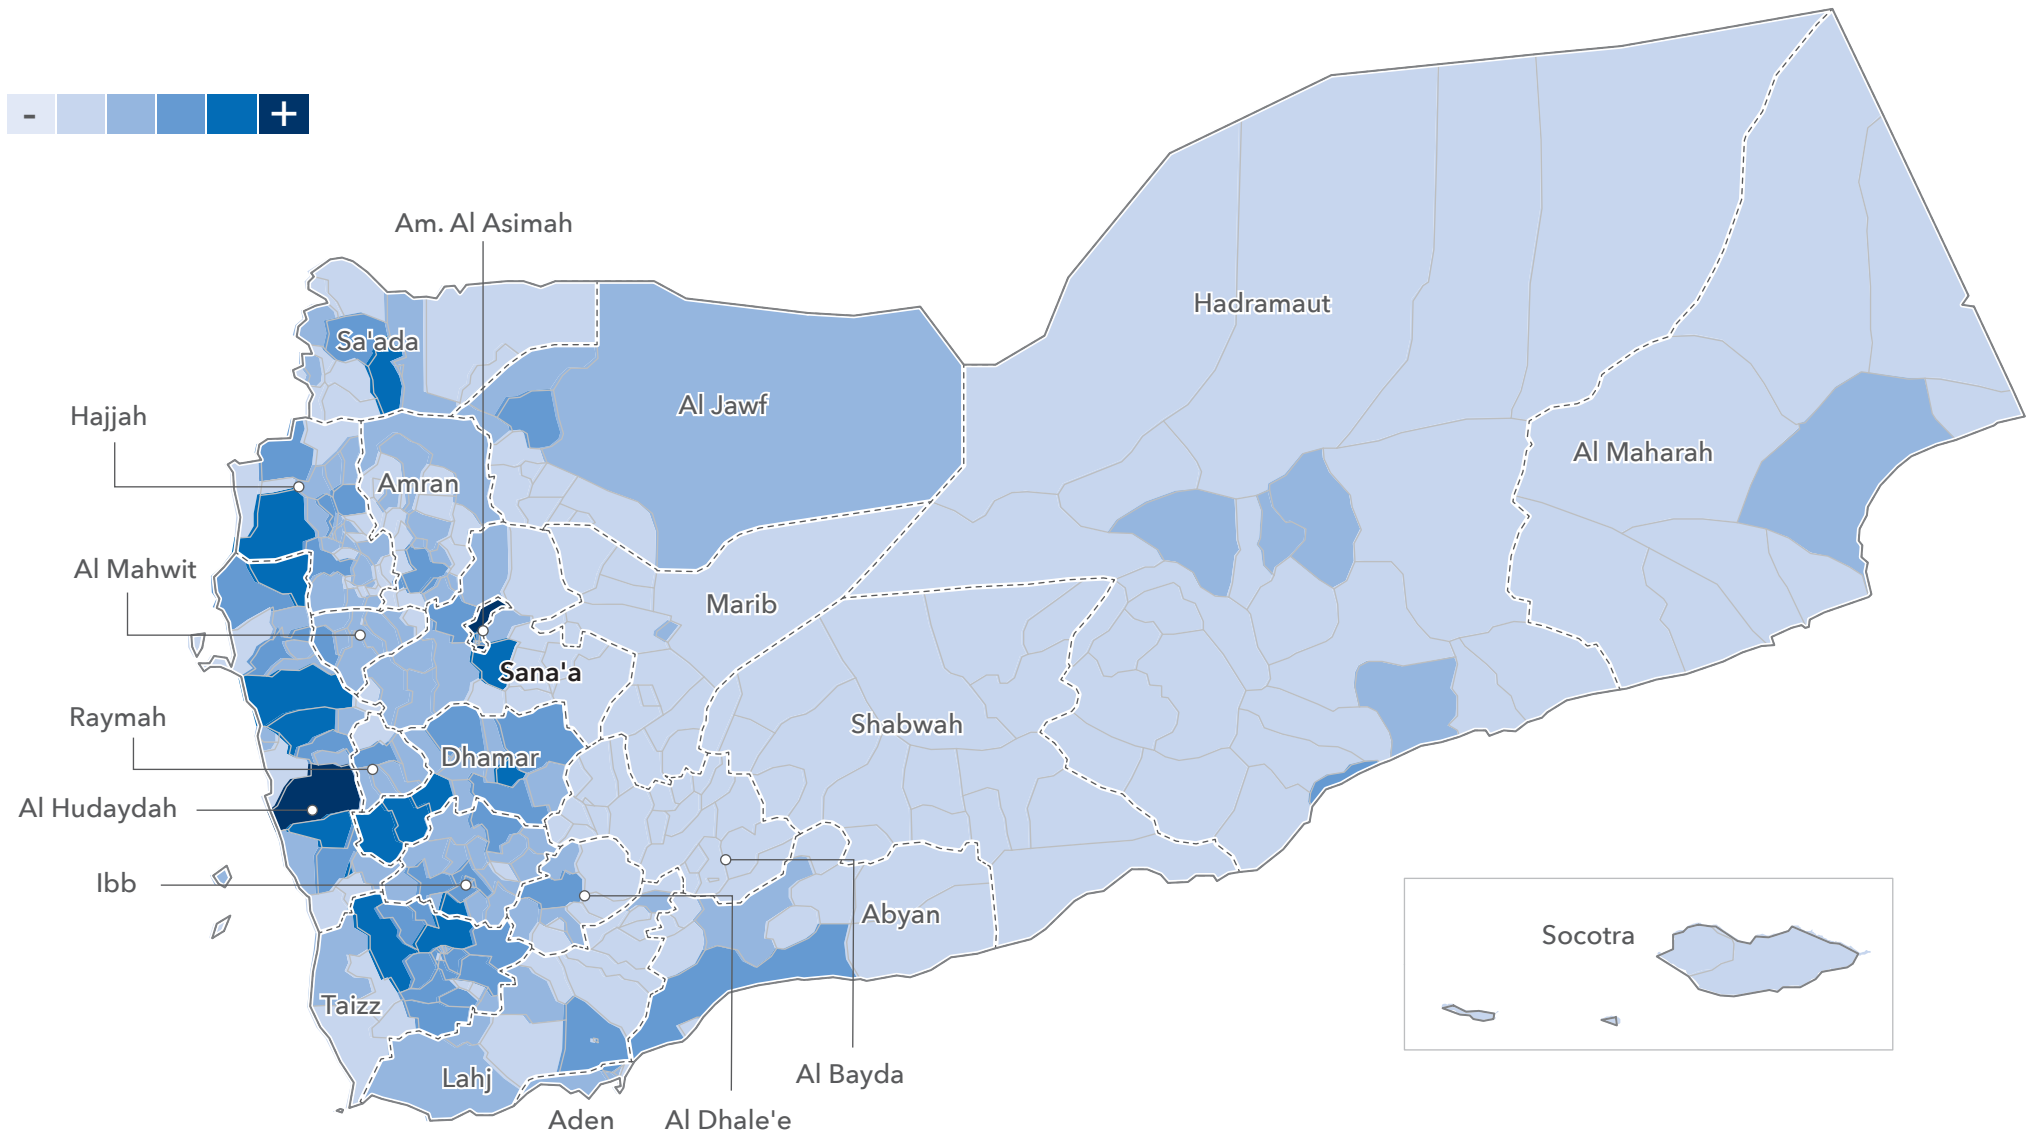 - +
Am. Al Asimah
Hadramaut
Sa'ada
Al Jawf
Hajjah
Al Maharah
Amran
Al Mahwit
Marib
Sana'a
Raymah
Shabwah
Dhamar
Al Hudaydah
Ibb
Abyan
Socotra
Taizz
Al Bayda
Lahj
Aden
Al Dhale'e